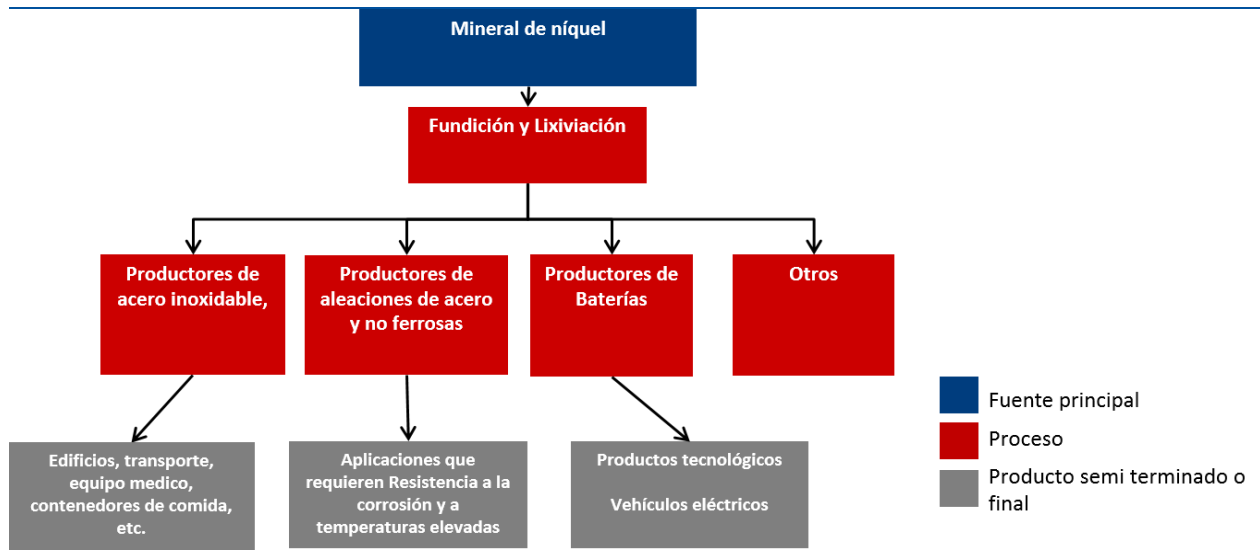 Mineral de níquel
Fundición y Lixiviación
Productores de
acero inoxidable,
Productores de
aleaciones de acero
y no ferrosas
Productores de
Baterías
Otros
Edificios, transporte,
equipo medico,
contenedores de comida,
etc.
Aplicaciones que
requieren Resistencia a la
corrosión y a
temperaturas elevadas
Productos tecnológicos
Vehículos eléctricos
Fuente principal
Proceso
Producto semi terminado o
final